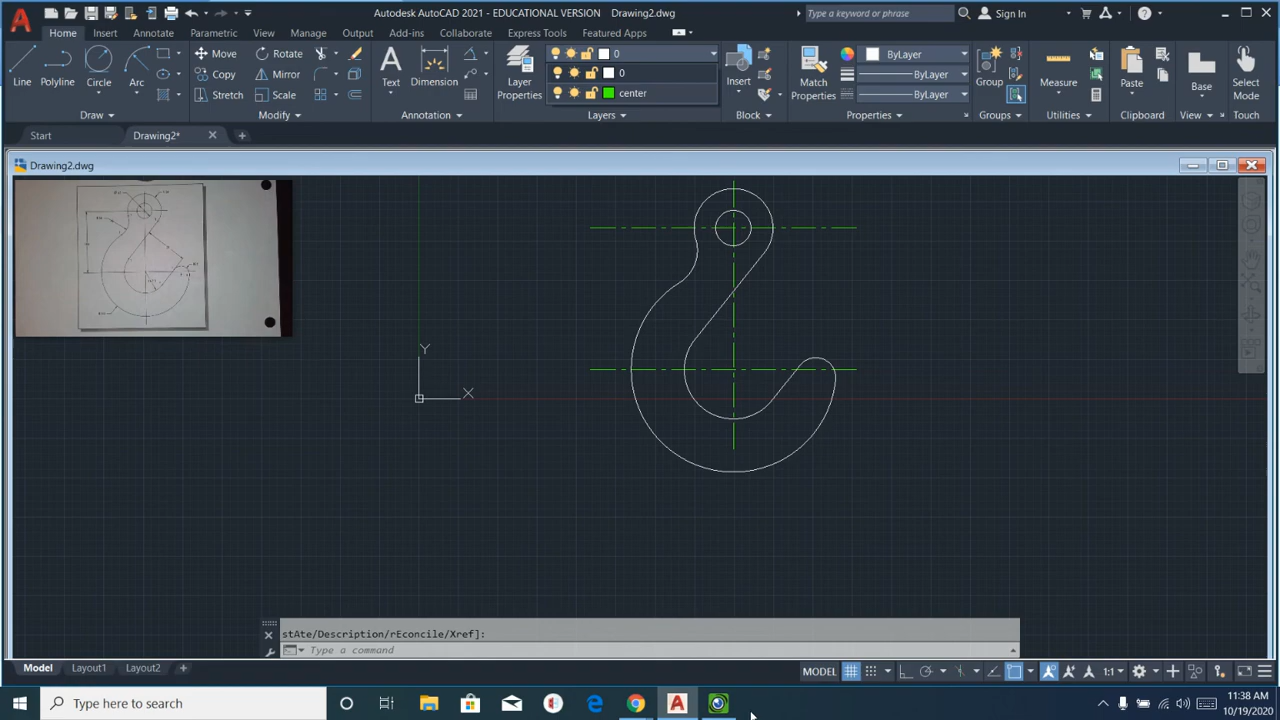 Autodesk AutoCAD 2021 - EDUCATIONAL VERSION Drawing2.dwg
Type a keyword or phrase
Sign In
Home Insert Annotate Parametric View Manage Output Add-ins Collaborate Express Tools Featured Apps
Line Polyline Circle Arc
Move Rotate
Copy Mirror
Stretch Scale
Text Dimension
Layer Properties
0
0
center
Insert
Match Properties
ByLayer
ByLayer
ByLayer
Group
Measure
Paste
Base
Select Mode
Draw Modify Annotation Layers Block Properties Groups Utilities Clipboard View Touch
Start Drawing2*
Drawing2.dwg
Y
X
stAte/Description/rEconcile/Xref]:
Type a command
Model Layout1 Layout2
MODEL 1:1
Type here to search
11:38 AM
10/19/2020